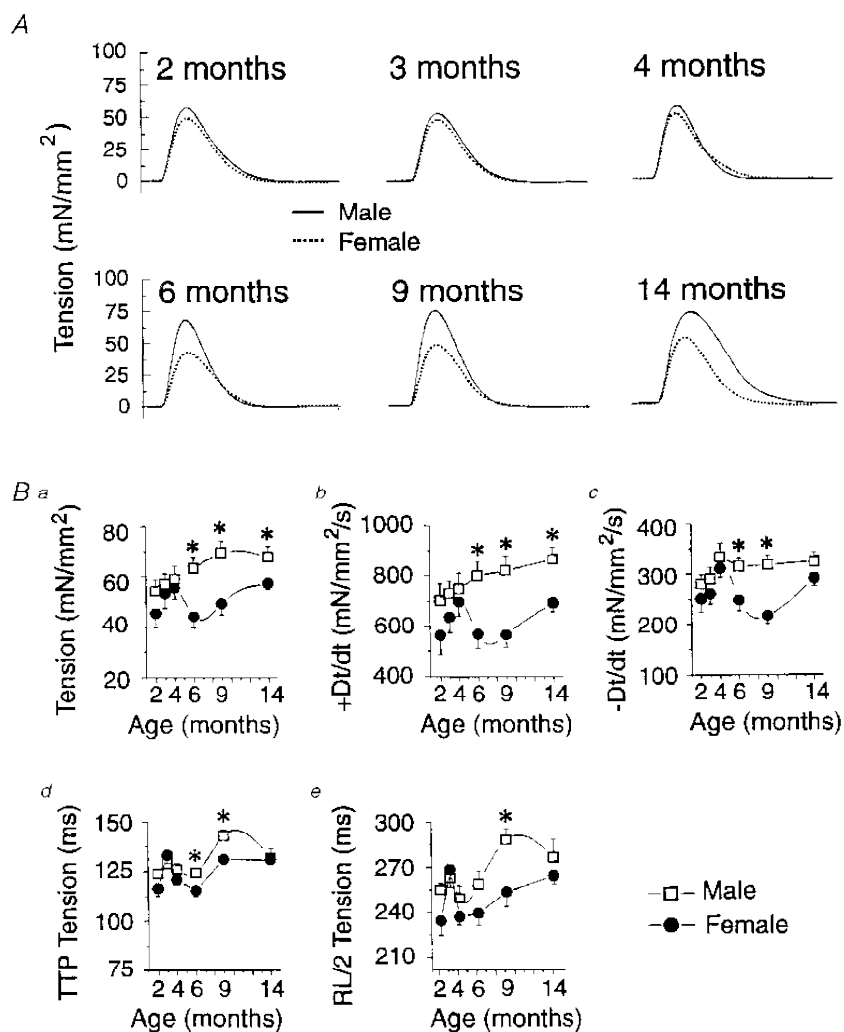 A
100
75
50
25
0
Tension (mN/mm²)
2 months
3 months
4 months
Male
Female
100
75
50
25
0
6 months
9 months
14 months
B a
80
60
40
20
Tension (mN/mm²)
* * *
2 4 6 9 14
Age (months)
b
1000
800
600
400
+Dt/dt (mN/mm²/s)
* * *
2 4 6 9 14
Age (months)
c
400
300
200
100
-Dt/dt (mN/mm²/s)
* *
2 4 6 9 14
Age (months)
d
150
125
100
75
TTP Tension (ms)
* *
2 4 6 9 14
Age (months)
e
300
270
240
210
RL/2 Tension (ms)
*
2 4 6 9 14
Age (months)
Male
Female